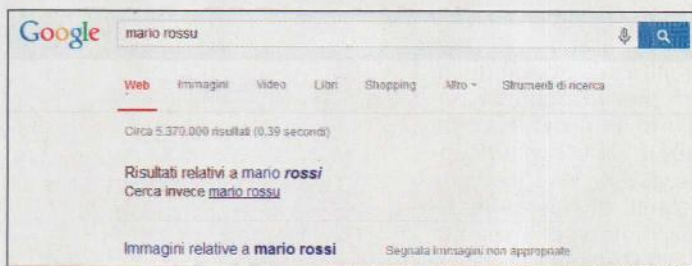 Google mario rossu
Web Immagini Video Libri Shopping Altro Strumenti di ricerca
Circa 5.370.000 risultati (0,39 secondi)
Risultati relativi a mario rossi
Cerca invece mario rossu
Immagini relative a mario rossi Segnala immagini non appropriate